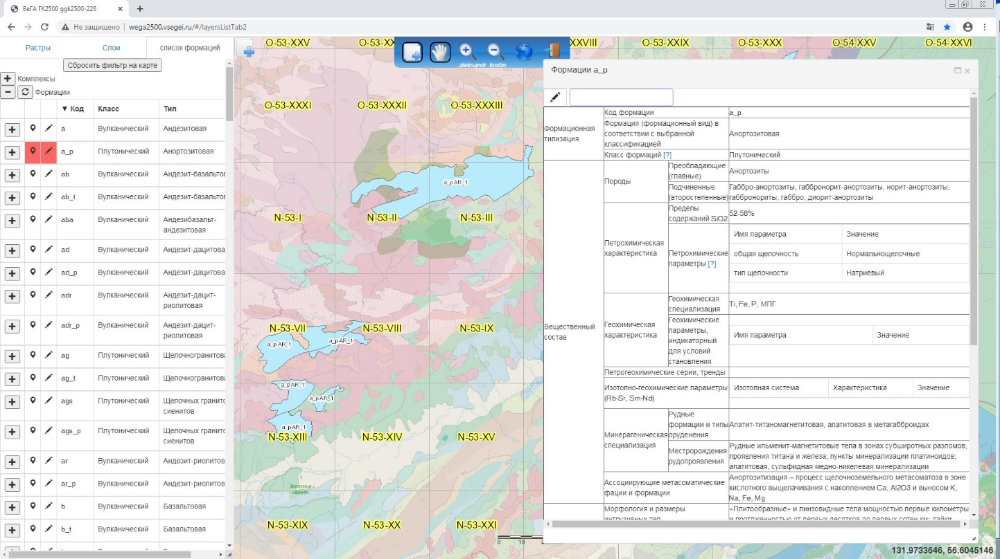 ВеГА ГК2500 ggk2500-226
Не защищено
wega2500.vsegei.ru/#/layersListTab2
Растры
Слои
список формаций
Сбросить фильтр на карте
Комплексы
Формации
▼ Код Класс Тип
a Вулканический Андезитовая
a_p Плутонический Анортозитовая
ab Вулканический Андезит-базальтов
ab_t Вулканический Андезит-базальтов
aba Вулканический Андезибазальт-
андезитовая
ad Вулканический Андезит-дацитова
ad_p Вулканический Андезит-дацитова
adr Вулканический Андезит-дацит-
риолитовая
adr_p Вулканический Андезит-дацит-
риолитовая
ag Плутонический Щелочногранитова
ag_t Плутонический Щелочногранитова
ags Плутонический Щелочных гранито
сиенитов
ags_p Плутонический Щелочных гранито
сиенитов
ar Вулканический Андезит-риолитов
ar_p Вулканический Андезит-риолитов
b Вулканический Базальтовая
b_t Вулканический Базальтовая
O-53-XXV
O-53-XX
XXVIII
O-53-XXIX
O-53-XXX
O-54-XXV
O-54-XXVI
.aleksandr_kostin.
O-53-XXXI
O-53-XXXII
O-53-XXXIII
a_pAR_1
N-53-I
N-53-II
N-53-III
N-53-VII
N-53-VIII
N-53-IX
a_pAR_1
a_pAR_1
a_pAR_1
a_pAR_1
a_pAR_1
N-53-XIII
N-53-XIV
N-53-XV
Заказник
«Вона»
N-53-XIX
N-53-XX
N-53-XXI
0 10
Формации a_p
Формационная
типизация
Код формации
a_p
Формация (формационный вид) в
соответствии с выбранной
классификацией
Анортозитовая
Класс формаций [?]
Плутонический
Вещественный
состав
Породы
Преобладающие
(главные)
Анортозиты
Подчиненные
(второстепенные)
Габбро-анортозиты, габбронорит-анортозиты, норит-анортозиты,
габбронориты, габбро, диорит-анортозиты
Петрохимическая
характеристика
Пределы
содержаний SiO2
52-58%
Петрохимические
параметры [?]
Имя параметра Значение
общая щелочность Нормальнощелочные
тип щелочности Натриевый
Геохимическая
характеристика
Геохимическая
специализация
Ti, Fe, P, МПГ
Геохимические
параметры,
индикаторный
для условий
становления
Имя параметра Значение
Петрогеохимические серии, тренды
Изотопно-геохимические параметры
(Rb-Sr, Sm-Nd)
Изотопная система Характеристика Значение
Минерагеническая
специализация
Рудные
формации и типы
оруденения
Апатит-титаномагнетитовая, апатитовая в метагабброидах
Месторождения
рудопроявления
Рудные ильменит-магнетитовые тела в зонах субширотных разломов;
проявления титана и железа; пункты минерализации платиноидов;
апатитовая, сульфидная медно-никелевая минерализации
Ассоциирующие метасоматические
фации и формации
Анортозитизация – процесс щелочноземельного метасоматоза в зоне
кислотного выщелачивания с накоплением Ca, Al2O3 и выносом K,
Na, Fe, Mg
Морфология и размеры
интрузивных тел
«Плитообразные» и линзовидные тела мощностью первые километры
и протяженностью от первых десятков до первых сотен км; дайки
131.9733646, 56.6045146